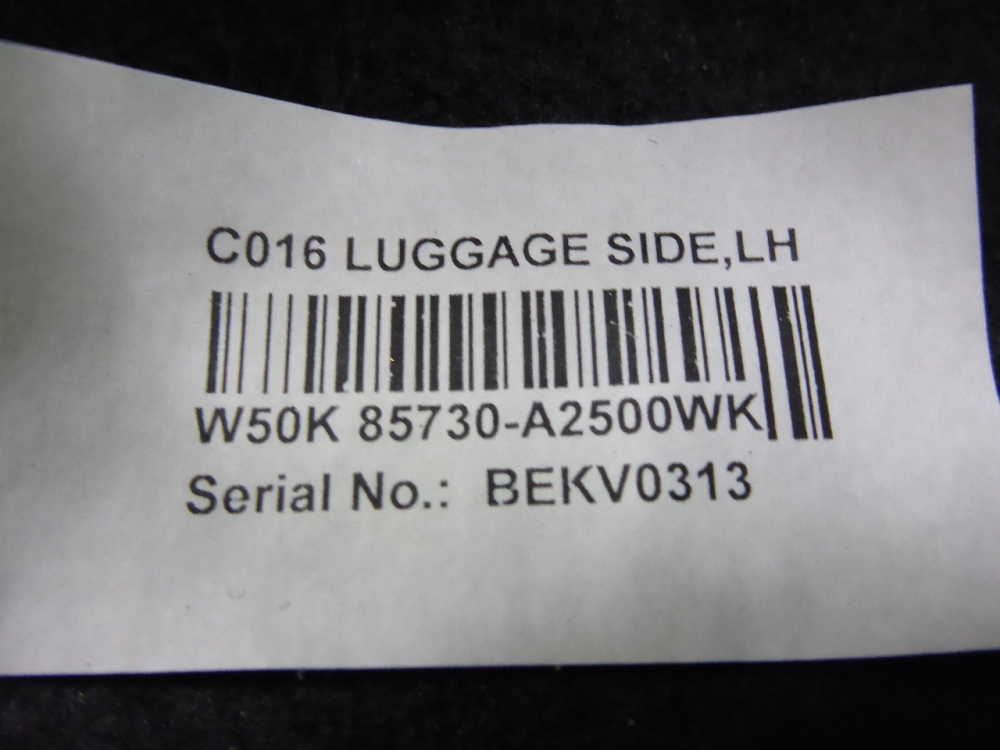 C016 LUGGAGE SIDE,LH
W50K 85730-A2500WK
Serial No.: BEKV0313